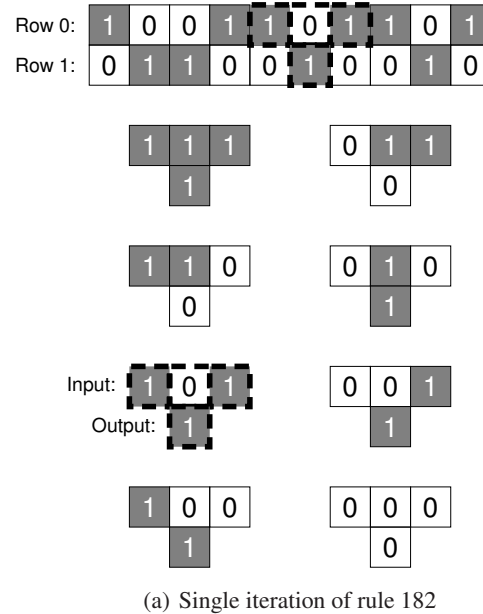 Row 0: 1 0 0 1 1 0 1 1 0 1
Row 1: 0 1 1 0 0 1 0 0 1 0
1 1 1 0 1 1
1 0
1 1 0 0 1 0
0 1
Input: 1 0 1 0 0 1
Output: 1 1
1 0 0 0 0 0
1 0
(a) Single iteration of rule 182